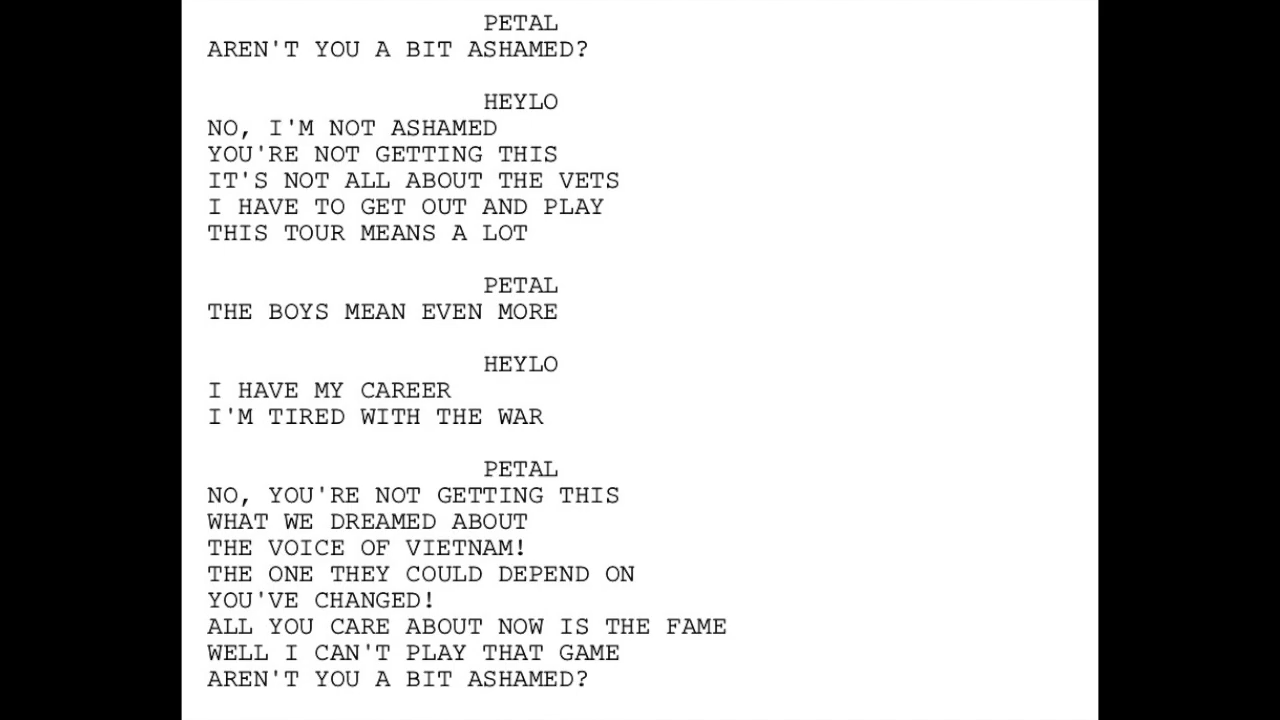 PETAL
AREN'T YOU A BIT ASHAMED?
HEYLO
NO, I'M NOT ASHAMED
YOU'RE NOT GETTING THIS
IT'S NOT ALL ABOUT THE VETS
I HAVE TO GET OUT AND PLAY
THIS TOUR MEANS A LOT
PETAL
THE BOYS MEAN EVEN MORE
HEYLO
I HAVE MY CAREER
I'M TIRED WITH THE WAR
PETAL
NO, YOU'RE NOT GETTING THIS
WHAT WE DREAMED ABOUT
THE VOICE OF VIETNAM!
THE ONE THEY COULD DEPEND ON
YOU'VE CHANGED!
ALL YOU CARE ABOUT NOW IS THE FAME
WELL I CAN'T PLAY THAT GAME
AREN'T YOU A BIT ASHAMED?